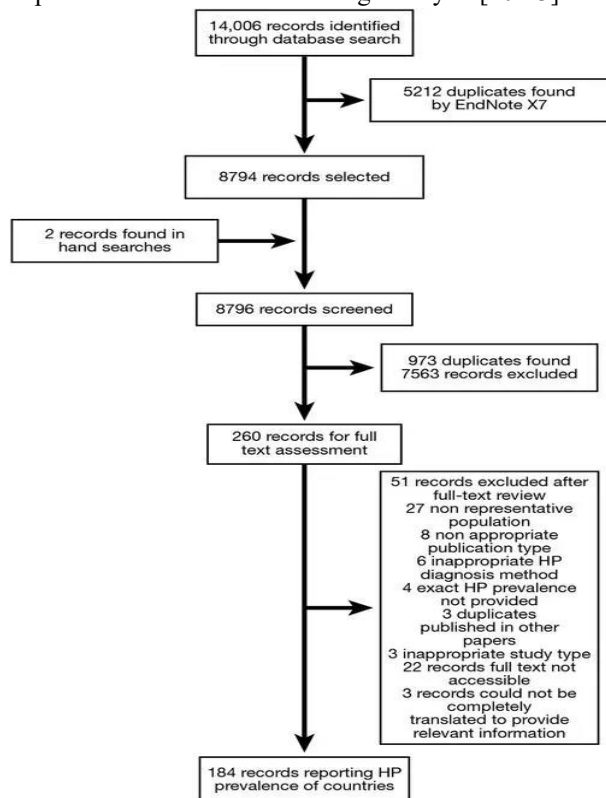 14,006 records identified
through database search
5212 duplicates found
by EndNote X7
8794 records selected
2 records found in
hand searches
8796 records screened
973 duplicates found
7563 records excluded
260 records for full
text assessment
51 records excluded after
full-text review
27 non representative
population
8 non appropriate
publication type
6 inappropriate HP
diagnosis method
4 exact HP prevalence
not provided
3 duplicates
published in other
papers
3 inappropriate study type
22 records full text not
accessible
3 records could not be
completely
translated to provide
relevant information
184 records reporting HP
prevalence of countries